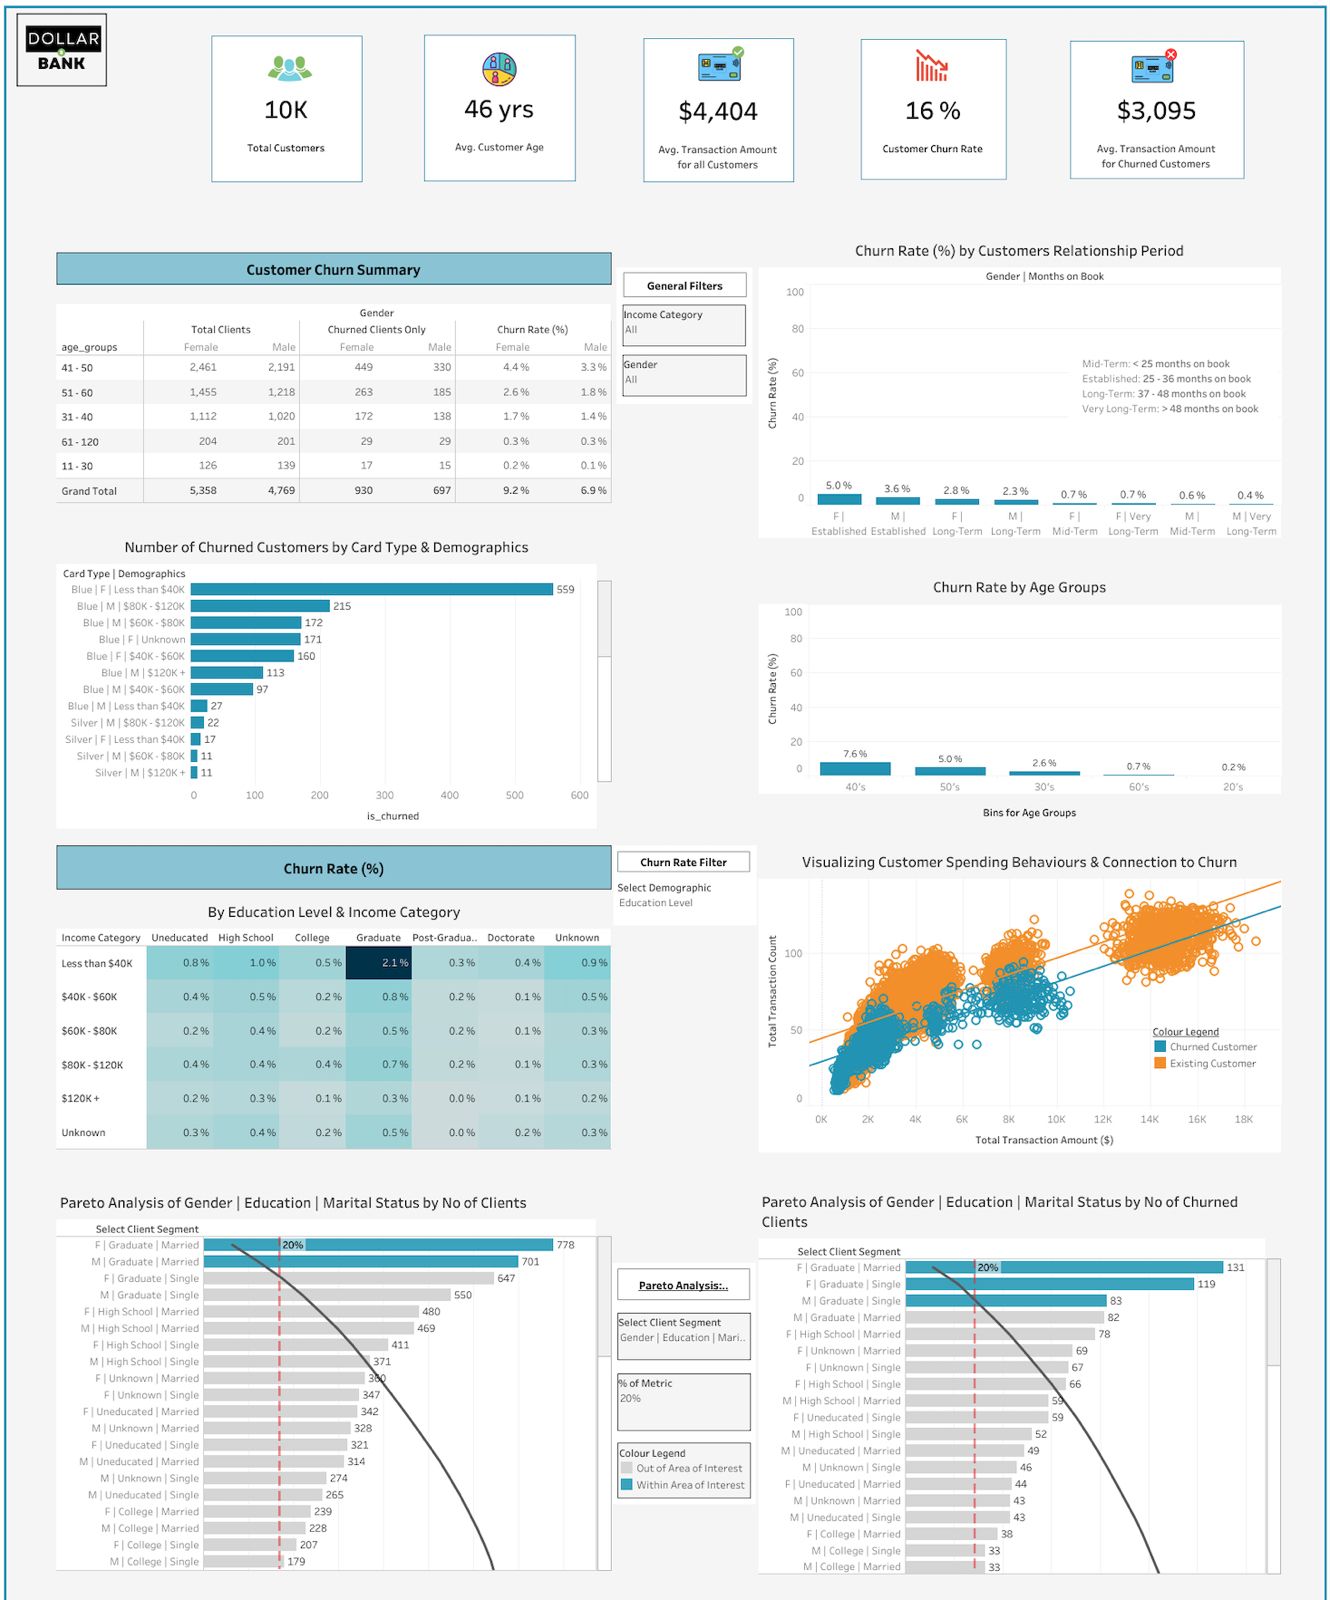 DOLLAR
BANK
10K
Total Customers
46 yrs
Avg. Customer Age
$4,404
Avg. Transaction Amount
for all Customers
16 %
Customer Churn Rate
$3,095
Avg. Transaction Amount
for Churned Customers
Customer Churn Summary
Gender
Total Clients Churned Clients Only Churn Rate (%)
age_groups Female Male Female Male Female Male
41 - 50 2,461 2,191 449 330 4.4 % 3.3 %
51 - 60 1,455 1,218 263 185 2.6 % 1.8 %
31 - 40 1,112 1,020 172 138 1.7 % 1.4 %
61 - 120 204 201 29 29 0.3 % 0.3 %
11 - 30 126 139 17 15 0.2 % 0.1 %
Grand Total 5,358 4,769 930 697 9.2 % 6.9 %
General Filters
Income Category
All
Gender
All
Churn Rate (%) by Customers Relationship Period
Gender | Months on Book
Churn Rate (%)
100
80
60
40
20
0
Mid-Term: < 25 months on book
Established: 25 - 36 months on book
Long-Term: 37 - 48 months on book
Very Long-Term: > 48 months on book
5.0 % 3.6 % 2.8 % 2.3 % 0.7 % 0.7 % 0.6 % 0.4 %
F | M | F | M | F | F | Very M | M | Very
Established Established Long-Term Long-Term Mid-Term Long-Term Mid-Term Long-Term
Number of Churned Customers by Card Type & Demographics
Card Type | Demographics
Blue | F | Less than $40K 559
Blue | M | $80K - $120K 215
Blue | M | $60K - $80K 172
Blue | F | Unknown 171
Blue | F | $40K - $60K 160
Blue | M | $120K + 113
Blue | M | $40K - $60K 97
Blue | M | Less than $40K 27
Silver | M | $80K - $120K 22
Silver | F | Less than $40K 17
Silver | M | $60K - $80K 11
Silver | M | $120K + 11
0 100 200 300 400 500 600
is_churned
Churn Rate by Age Groups
Churn Rate (%)
100
80
60
40
20
0
7.6 % 5.0 % 2.6 % 0.7 % 0.2 %
40's 50's 30's 60's 20's
Bins for Age Groups
Churn Rate (%)
By Education Level & Income Category
Income Category Uneducated High School College Graduate Post-Gradua.. Doctorate Unknown
Less than $40K 0.8 % 1.0 % 0.5 % 2.1 % 0.3 % 0.4 % 0.9 %
$40K - $60K 0.4 % 0.5 % 0.2 % 0.8 % 0.2 % 0.1 % 0.5 %
$60K - $80K 0.2 % 0.4 % 0.2 % 0.5 % 0.2 % 0.1 % 0.3 %
$80K - $120K 0.4 % 0.4 % 0.4 % 0.7 % 0.2 % 0.1 % 0.3 %
$120K + 0.2 % 0.3 % 0.1 % 0.3 % 0.0 % 0.1 % 0.2 %
Unknown 0.3 % 0.4 % 0.2 % 0.5 % 0.0 % 0.2 % 0.3 %
Churn Rate Filter
Select Demographic
Education Level
Visualizing Customer Spending Behaviours & Connection to Churn
Total Transaction Count
100
50
0
Colour Legend
Churned Customer
Existing Customer
0K 2K 4K 6K 8K 10K 12K 14K 16K 18K
Total Transaction Amount ($)
Pareto Analysis of Gender | Education | Marital Status by No of Clients
Select Client Segment
20%
F | Graduate | Married 778
M | Graduate | Married 701
F | Graduate | Single 647
M | Graduate | Single 550
F | High School | Married 480
M | High School | Married 469
F | High School | Single 411
M | High School | Single 371
F | Unknown | Married 360
F | Unknown | Single 347
F | Uneducated | Married 342
M | Unknown | Married 328
F | Uneducated | Single 321
M | Uneducated | Married 314
M | Unknown | Single 274
M | Uneducated | Single 265
F | College | Married 239
M | College | Married 228
F | College | Single 207
M | College | Single 179
Pareto Analysis:..
Select Client Segment
Gender | Education | Mari..
% of Metric
20%
Colour Legend
Out of Area of Interest
Within Area of Interest
Pareto Analysis of Gender | Education | Marital Status by No of Churned
Clients
Select Client Segment
20%
F | Graduate | Married 131
F | Graduate | Single 119
M | Graduate | Single 83
M | Graduate | Married 82
F | High School | Married 78
F | Unknown | Married 69
F | Unknown | Single 67
F | High School | Single 66
M | High School | Married 59
F | Uneducated | Single 59
M | High School | Single 52
M | Uneducated | Married 49
M | Unknown | Single 46
F | Uneducated | Married 44
M | Unknown | Married 43
M | Uneducated | Single 43
F | College | Married 38
M | College | Single 33
M | College | Married 33